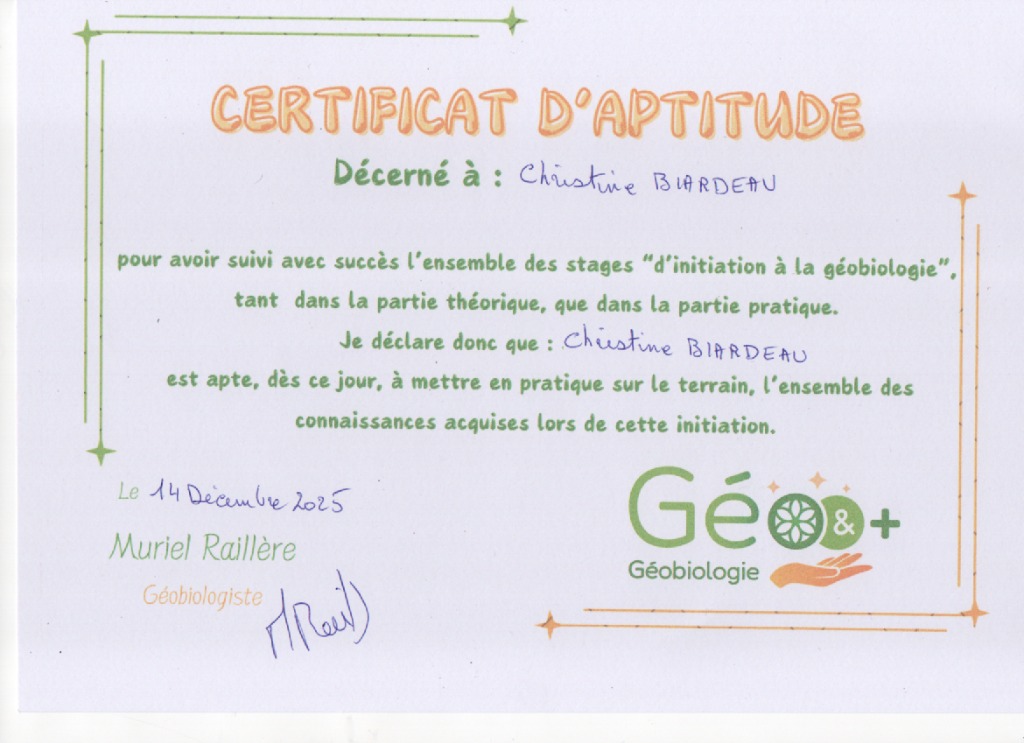 CERTIFICAT D'APTITUDE
Décerné à : Christine BIARDEAU
pour avoir suivi avec succès l'ensemble des stages "d'initiation à la géobiologie",
tant dans la partie théorique, que dans la partie pratique.
Je déclare donc que : Christine BIARDEAU
est apte, dès ce jour, à mettre en pratique sur le terrain, l'ensemble des
connaissances acquises lors de cette initiation.
Le 14 Décembre 2025
Muriel Raillère
Géobiologiste
Géo&+
Géobiologie